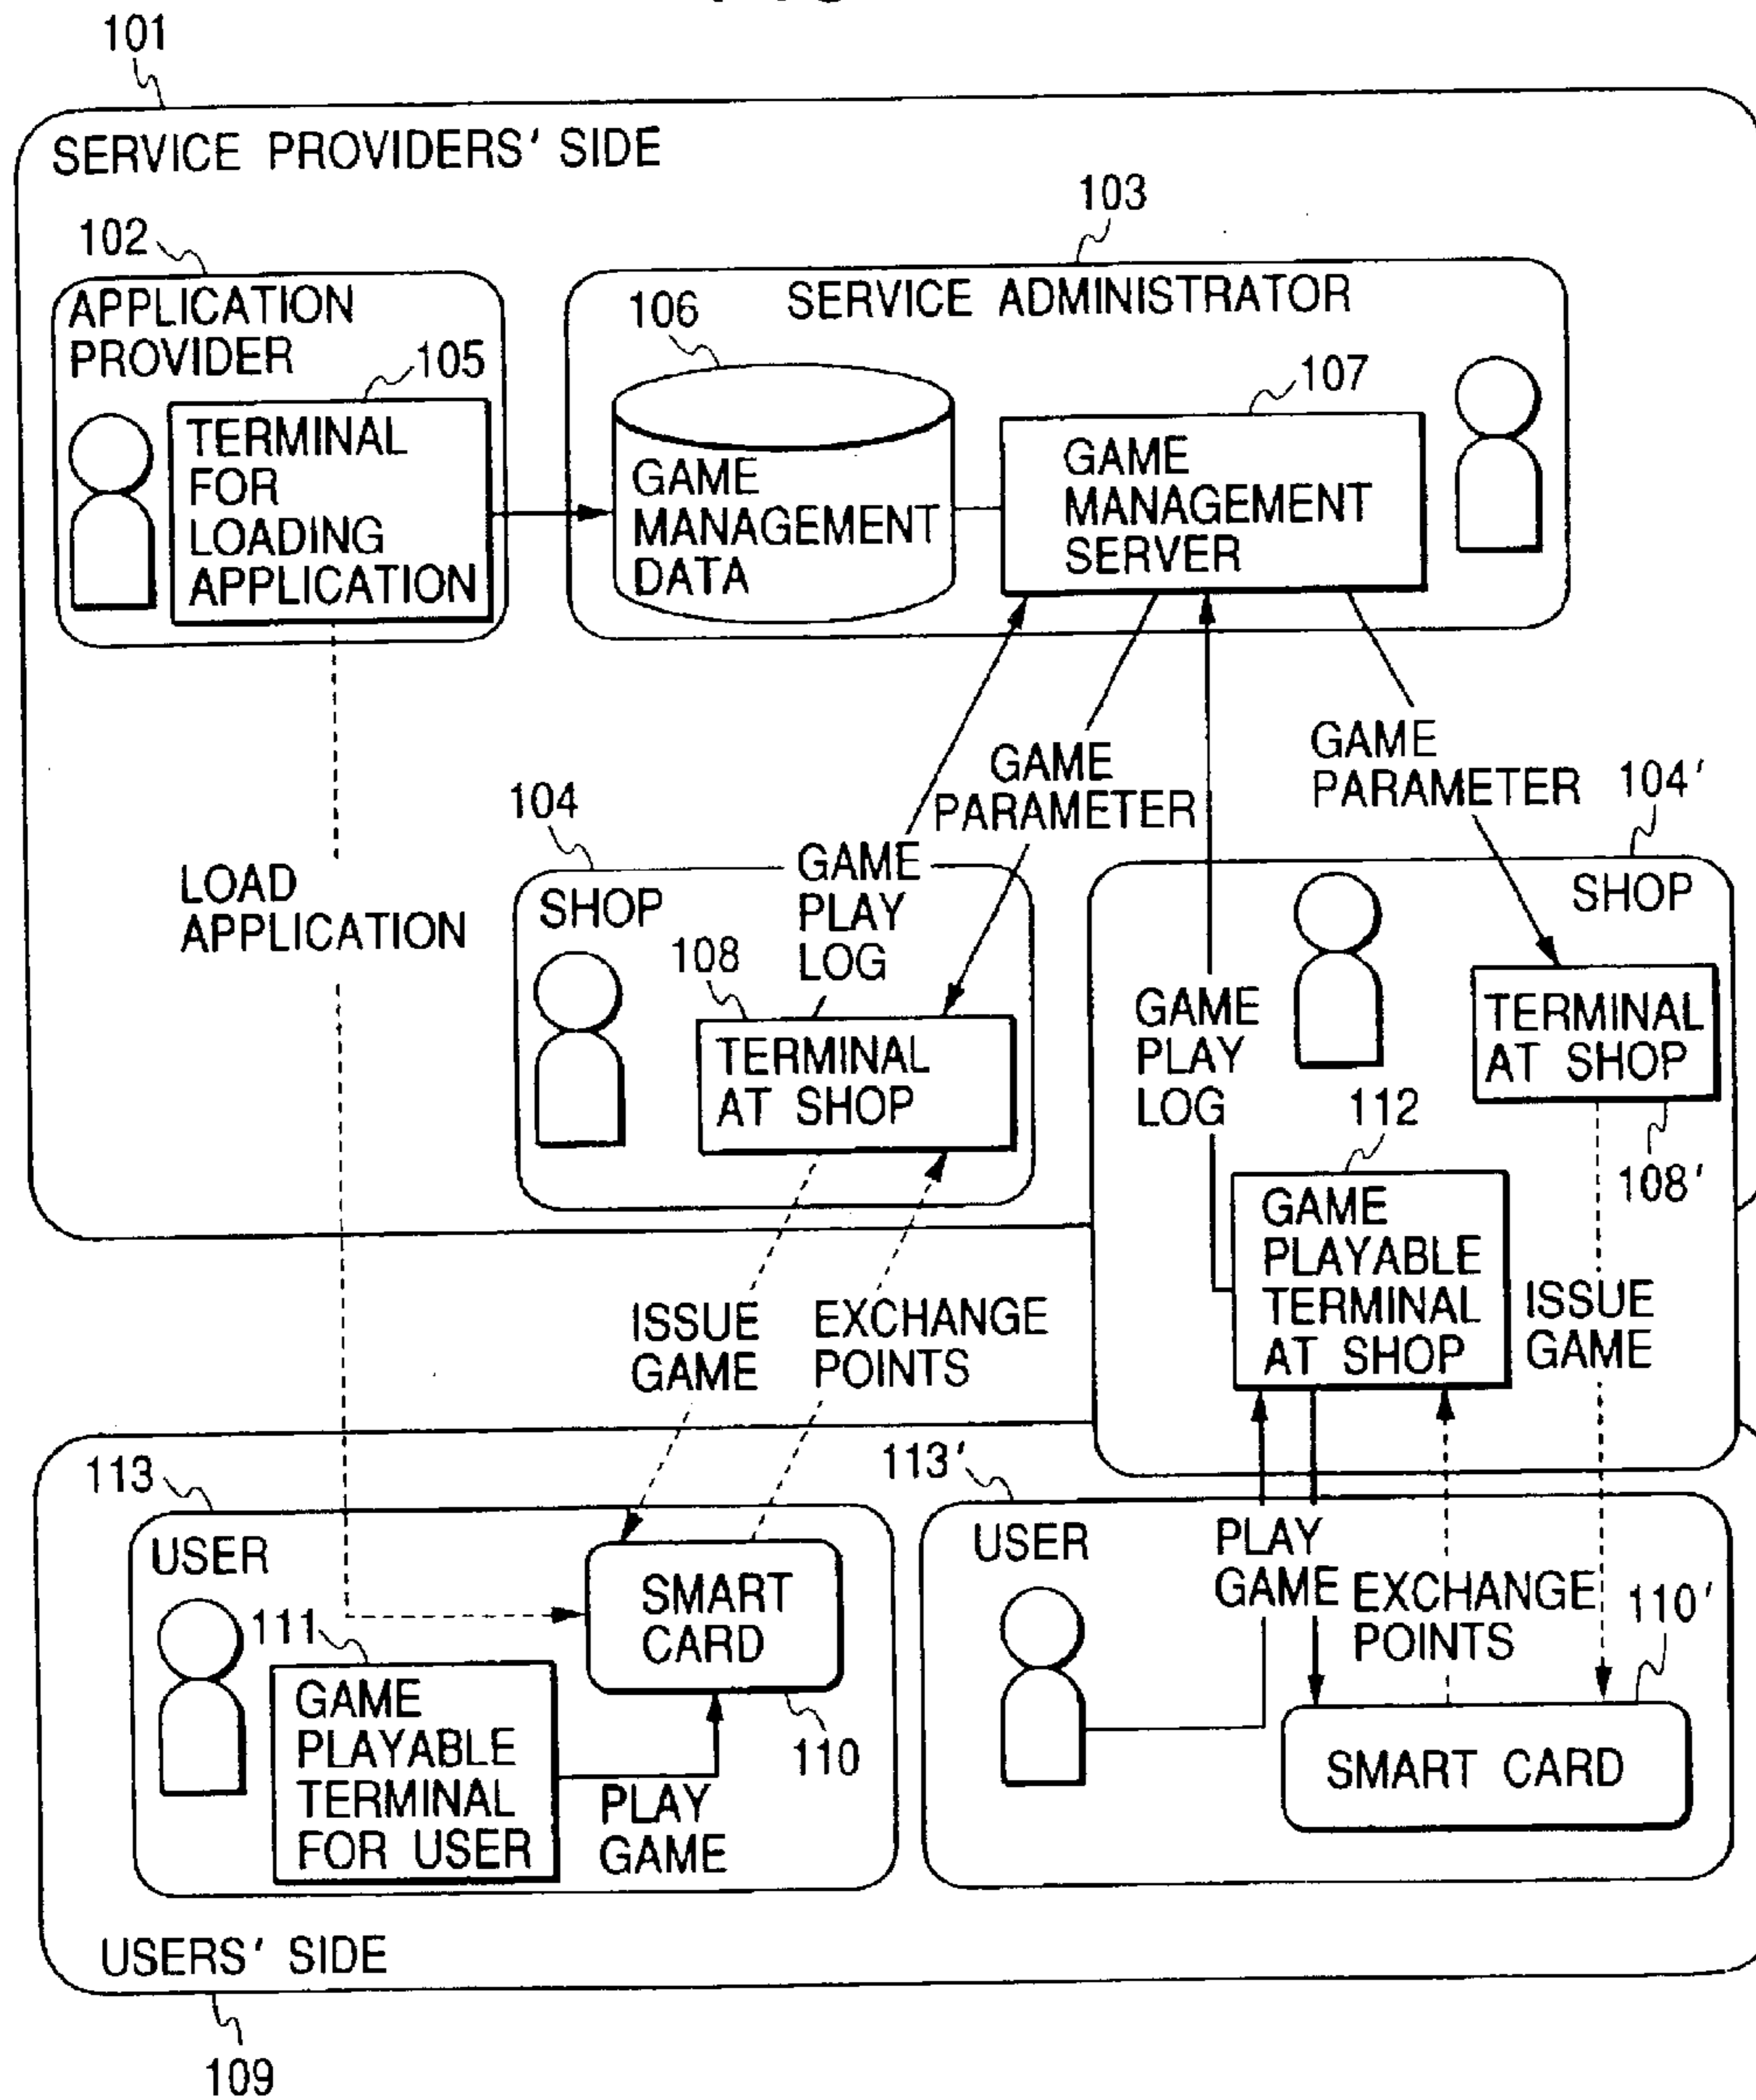 101
SERVICE PROVIDERS' SIDE
103
102
APPLICATION
PROVIDER
105
TERMINAL
FOR
LOADING
APPLICATION
SERVICE ADMINISTRATOR
106
107
GAME
MANAGEMENT
DATA
GAME
MANAGEMENT
SERVER
GAME
PARAMETER
GAME
PARAMETER
104'
104
LOAD
APPLICATION
SHOP
GAME
PLAY
LOG
108
TERMINAL
AT SHOP
SHOP
GAME
PLAY
LOG
TERMINAL
AT SHOP
112
108'
GAME
PLAYABLE
TERMINAL
AT SHOP
ISSUE
GAME
ISSUE
GAME
EXCHANGE
POINTS
113
113'
USER
SMART
CARD
111
GAME
PLAYABLE
TERMINAL
FOR USER
110
PLAY
GAME
USER
PLAY
GAME
EXCHANGE
POINTS
110'
SMART CARD
USERS' SIDE
109